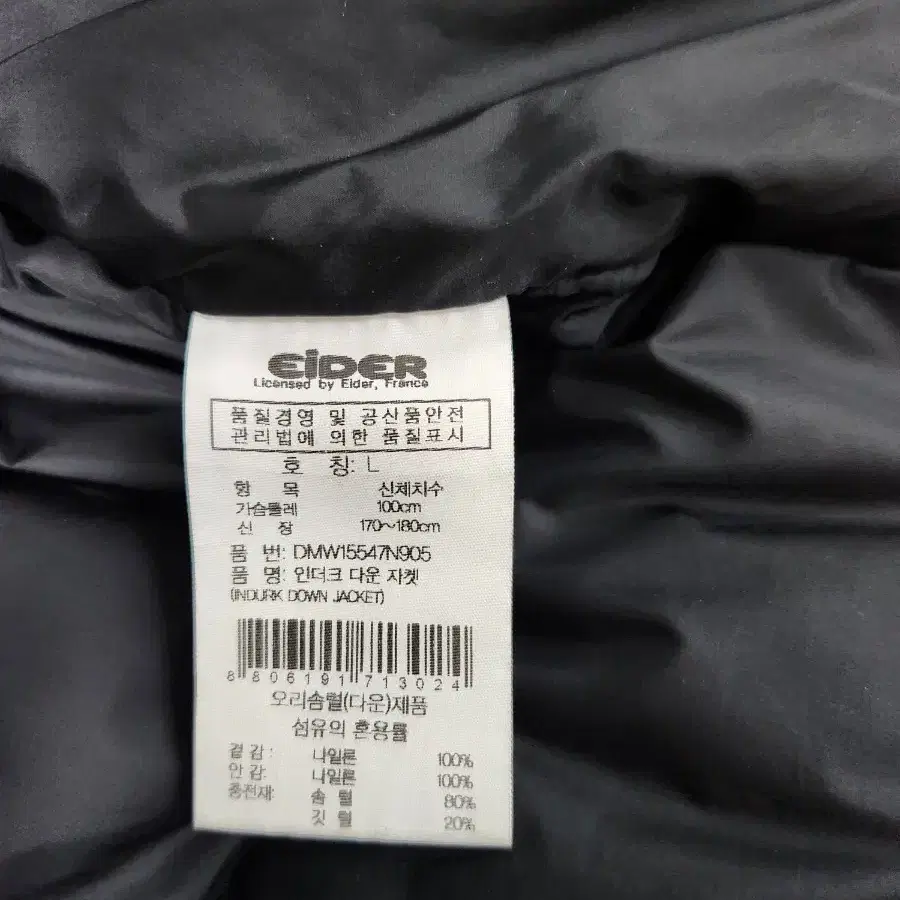 EiDER
Licensed by Eider, France
품질경영 및 공산품안전
관리법에 의한 품질표시
호 칭: L
항 목 신체치수
가슴둘레 100cm
신 장 170~180cm
품 번: DMW15547N905
품 명: 인더크 다운 자켓
(INDURK DOWN JACKET)
8 806191 713024
오리솜털(다운)제품
섬유의 혼용률
겉감: 나일론 100%
안감: 나일론 100%
충전재: 솜 털 80%
깃 털 20%